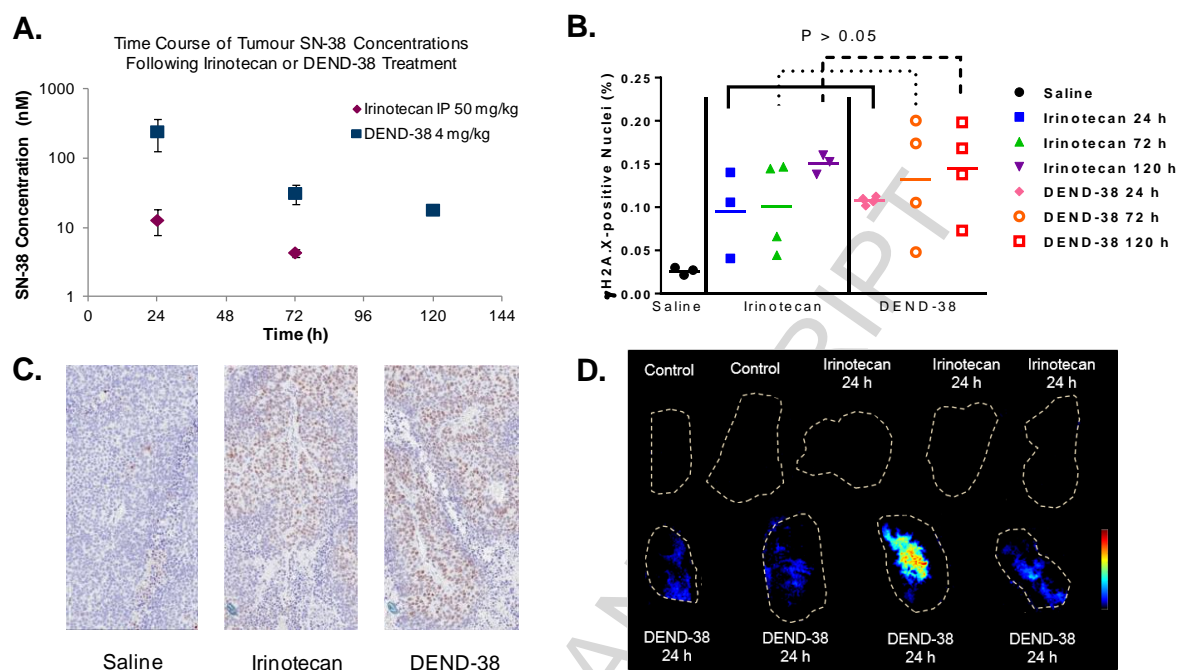 A.
Time Course of Tumour SN-38 Concentrations
Following Irinotecan or DEND-38 Treatment
SN-38 Concentration (nM)
1000
100
10
1
Irinotecan IP 50 mg/kg
DEND-38 4 mg/kg
0
24
48
72
96
120
144
Time (h)
B.
P > 0.05
γH2A.X-positive Nuclei (%)
0.25
0.20
0.15
0.10
0.05
0.00
Saline
Irinotecan
DEND-38
Saline
Irinotecan 24 h
Irinotecan 72 h
Irinotecan 120 h
DEND-38 24 h
DEND-38 72 h
DEND-38 120 h
C.
Saline
Irinotecan
DEND-38
D.
Control
Control
Irinotecan
24 h
Irinotecan
24 h
Irinotecan
24 h
DEND-38
24 h
DEND-38
24 h
DEND-38
24 h
DEND-38
24 h